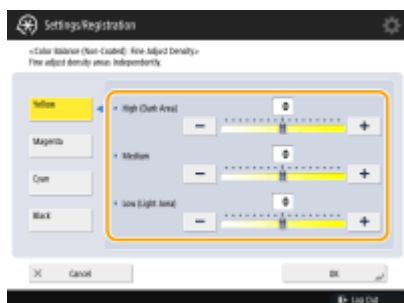 Settings/Registration
<Color Balance (Non-Coated): Fine Adjust Density>
Fine adjust density areas independently.
Yellow
High (Dark Area)
0
Magenta
Medium
0
Cyan
Low (Light Area)
0
Black
Cancel
OK
Log Out